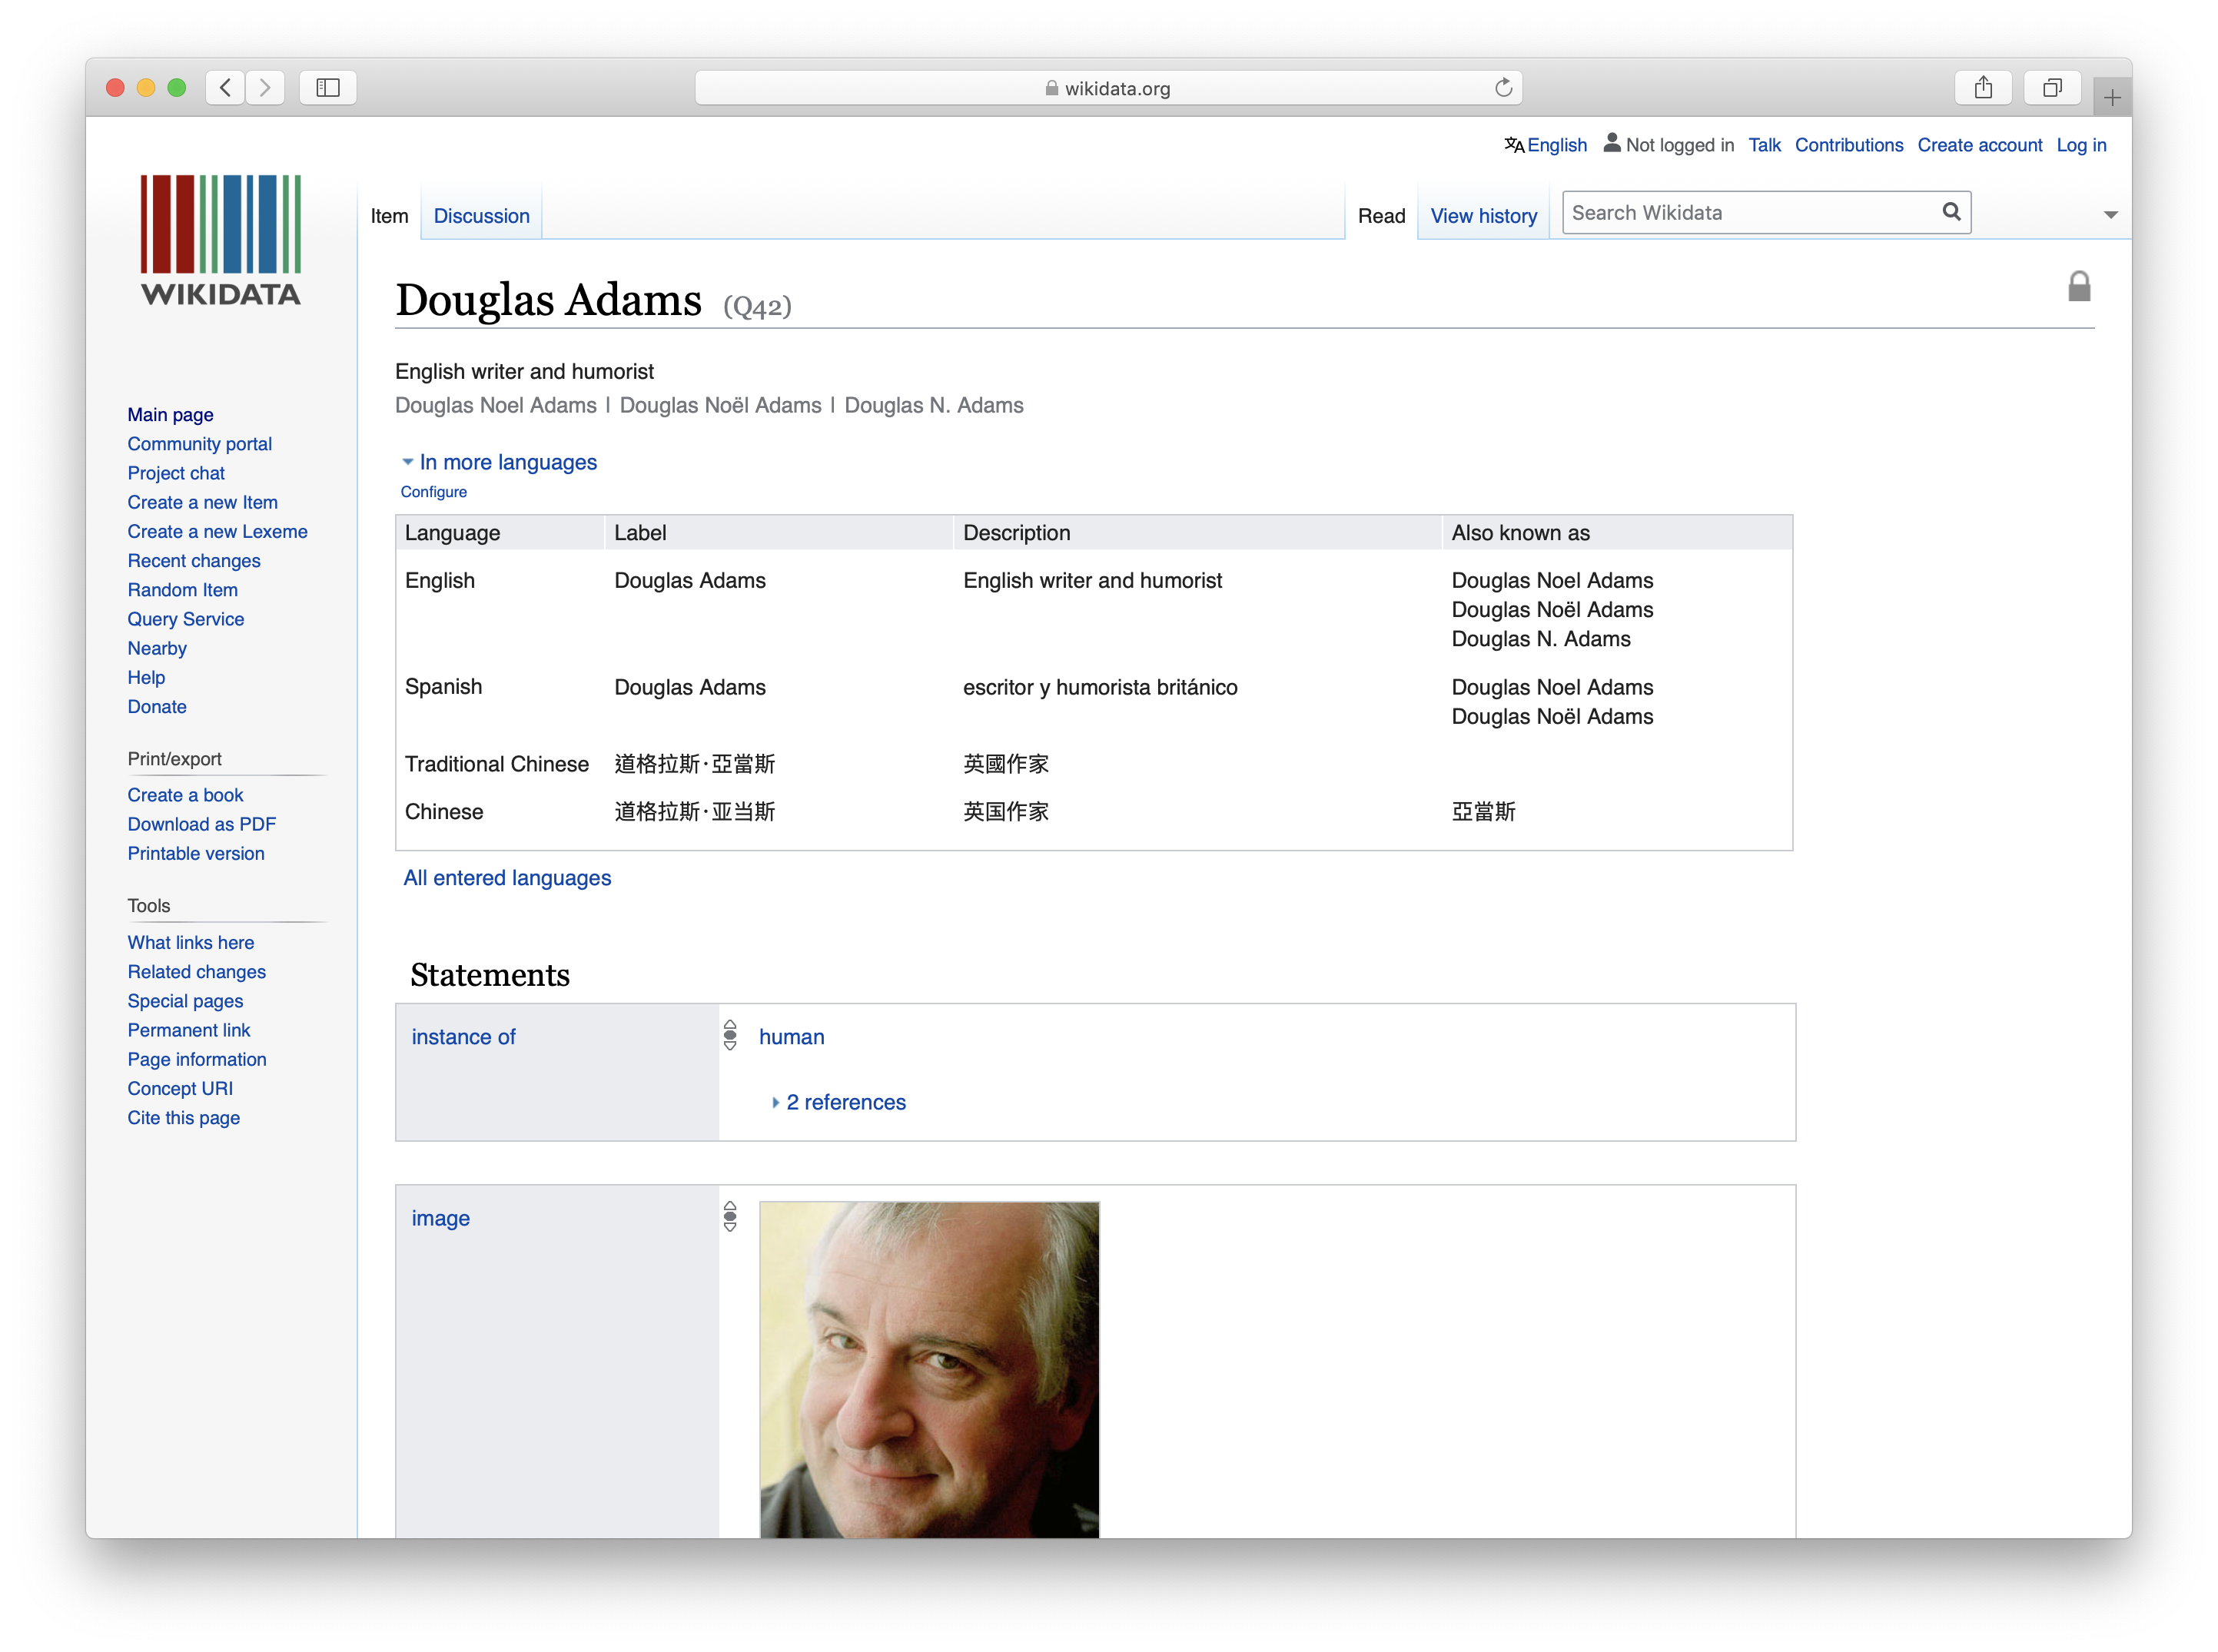 wikidata.org
English Not logged in Talk Contributions Create account Log in
WIKIDATA
Item Discussion Read View history Search Wikidata
Douglas Adams (Q42)
English writer and humorist
Douglas Noel Adams | Douglas Noël Adams | Douglas N. Adams
In more languages
Configure
Language Label Description Also known as
English Douglas Adams English writer and humorist Douglas Noel Adams
Douglas Noël Adams
Douglas N. Adams
Spanish Douglas Adams escritor y humorista británico Douglas Noel Adams
Douglas Noël Adams
Traditional Chinese 道格拉斯·亞當斯 英國作家
Chinese 道格拉斯·亚当斯 英国作家 亞當斯
All entered languages
Statements
instance of human
2 references
image
Main page
Community portal
Project chat
Create a new Item
Create a new Lexeme
Recent changes
Random Item
Query Service
Nearby
Help
Donate
Print/export
Create a book
Download as PDF
Printable version
Tools
What links here
Related changes
Special pages
Permanent link
Page information
Concept URI
Cite this page